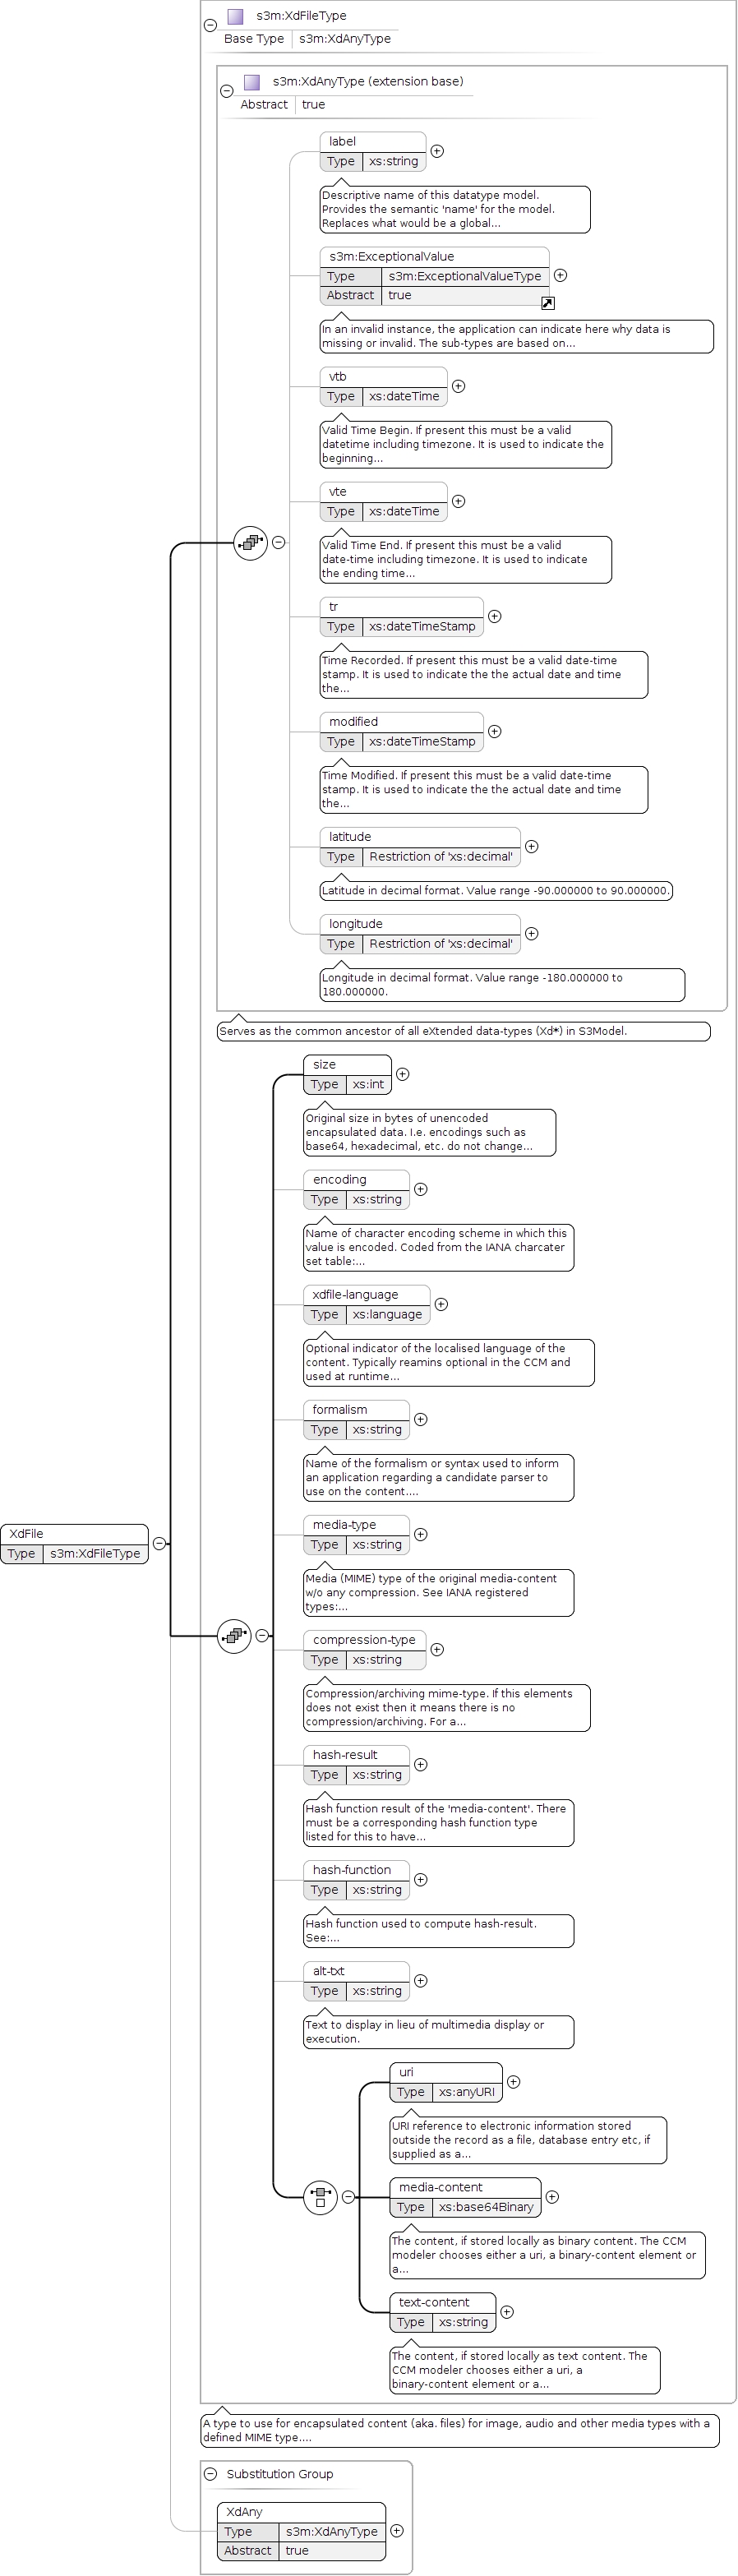 s3m:XdFileType
Base Type s3m:XdAnyType
s3m:XdAnyType (extension base)
Abstract true
label
Type xs:string
Descriptive name of this datatype model.
Provides the semantic 'name' for the model.
Replaces what would be a global...
s3m:ExceptionalValue
Type s3m:ExceptionalValueType
Abstract true
In an invalid instance, the application can indicate here why data is
missing or invalid. The sub-types are based on...
vtb
Type xs:dateTime
Valid Time Begin. If present this must be a valid
datetime including timezone. It is used to indicate the
beginning...
vte
Type xs:dateTime
Valid Time End. If present this must be a valid
date-time including timezone. It is used to indicate
the ending time...
tr
Type xs:dateTimeStamp
Time Recorded. If present this must be a valid date-time
stamp. It is used to indicate the the actual date and time
the...
modified
Type xs:dateTimeStamp
Time Modified. If present this must be a valid date-time
stamp. It is used to indicate the the actual date and time
the...
latitude
Type Restriction of 'xs:decimal'
Latitude in decimal format. Value range -90.000000 to 90.000000.
longitude
Type Restriction of 'xs:decimal'
Longitude in decimal format. Value range -180.000000 to
180.000000.
Serves as the common ancestor of all eXtended data-types (Xd*) in S3Model.
size
Type xs:int
Original size in bytes of unencoded
encapsulated data. I.e. encodings such as
base64, hexadecimal, etc. do not change...
encoding
Type xs:string
Name of character encoding scheme in which this
value is encoded. Coded from the IANA charcater
set table:...
xdfile-language
Type xs:language
Optional indicator of the localised language of the
content. Typically reamins optional in the CCM and
used at runtime...
formalism
Type xs:string
Name of the formalism or syntax used to inform
an application regarding a candidate parser to
use on the content....
XdFile
Type s3m:XdFileType
media-type
Type xs:string
Media (MIME) type of the original media-content
w/o any compression. See IANA registered
types:...
compression-type
Type xs:string
Compression/archiving mime-type. If this elements
does not exist then it means there is no
compression/archiving. For a...
hash-result
Type xs:string
Hash function result of the 'media-content'. There
must be a corresponding hash function type
listed for this to have...
hash-function
Type xs:string
Hash function used to compute hash-result.
See:...
alt-txt
Type xs:string
Text to display in lieu of multimedia display or
execution.
uri
Type xs:anyURI
URI reference to electronic information stored
outside the record as a file, database entry etc, if
supplied as a...
media-content
Type xs:base64Binary
The content, if stored locally as binary content. The CCM
modeler chooses either a uri, a binary-content element or
a...
text-content
Type xs:string
The content, if stored locally as text content. The
CCM modeler chooses either a uri, a
binary-content element or a...
A type to use for encapsulated content (aka. files) for image, audio and other media types with a
defined MIME type....
Substitution Group
XdAny
Type s3m:XdAnyType
Abstract true